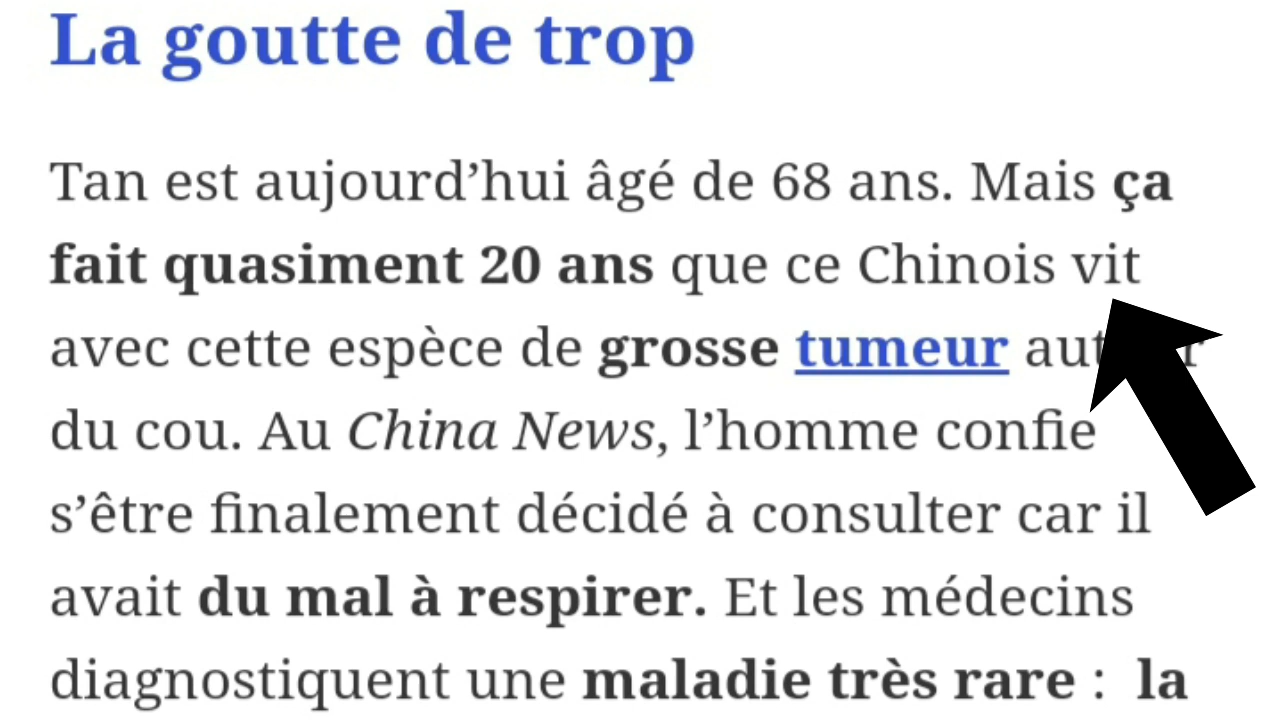 La goutte de trop
Tan est aujourd’hui âgé de 68 ans. Mais ça
fait quasiment 20 ans que ce Chinois vit
avec cette espèce de grosse tumeur
du cou. Au China News, l’homme confie
s’être finalement décidé à consulter car il
avait du mal à respirer. Et les médecins
diagnostiquent une maladie très rare : la